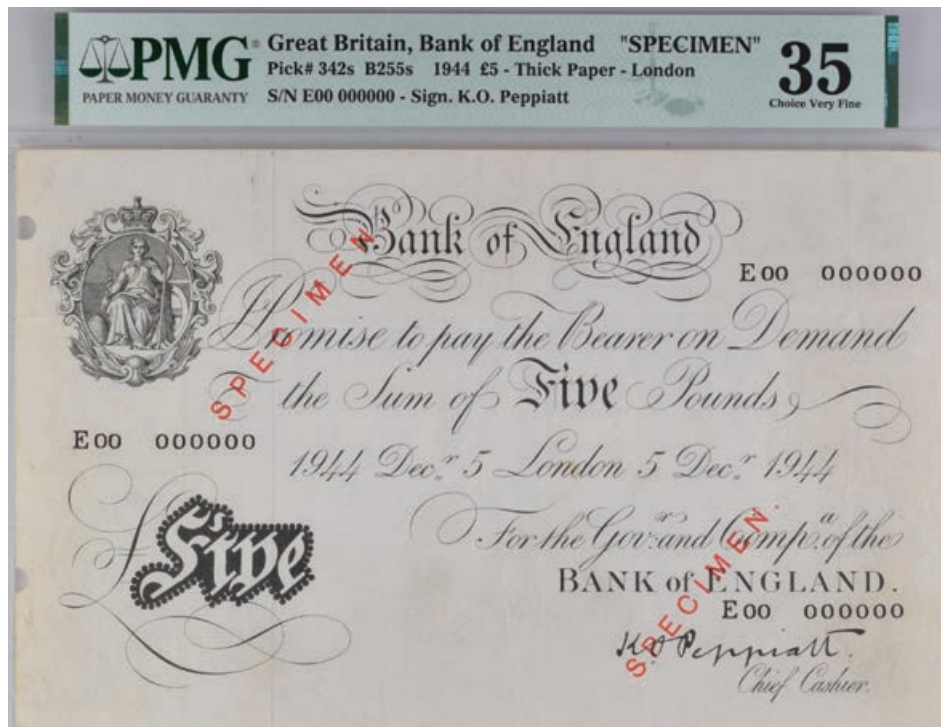 PMG
PAPER MONEY GUARANTY
Great Britain, Bank of England "SPECIMEN"
Pick# 342s B255s 1944 £5 - Thick Paper - London
S/N E00 000000 - Sign. K.O. Peppiatt
35
Choice Very Fine
Bank of England
E00 000000
I Promise to pay the Bearer on Demand
the Sum of Five Pounds
E00 000000
1944 Decr. 5 London 5 Decr. 1944
£Five
For the Govr. and Compa. of the
BANK of ENGLAND.
E00 000000
K.O. Peppiatt.
Chief Cashier.
SPECIMEN
SPECIMEN.